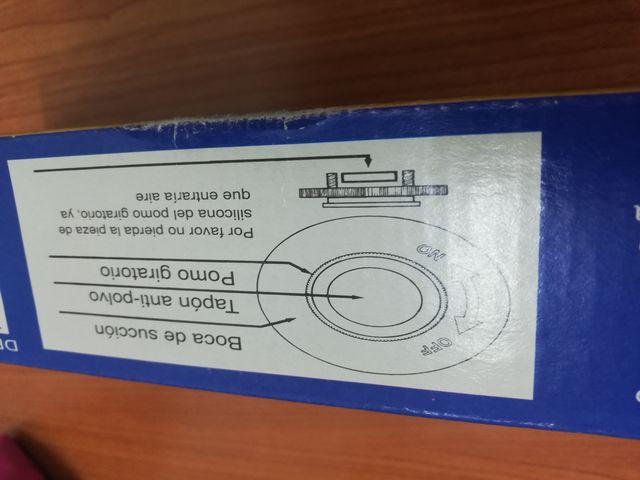 Boca de succión
Tapón anti-polvo
Pomo giratorio
Por favor no pierda la pieza de
silicona del pomo giratorio, ya
que entraría aire
OFF
ON